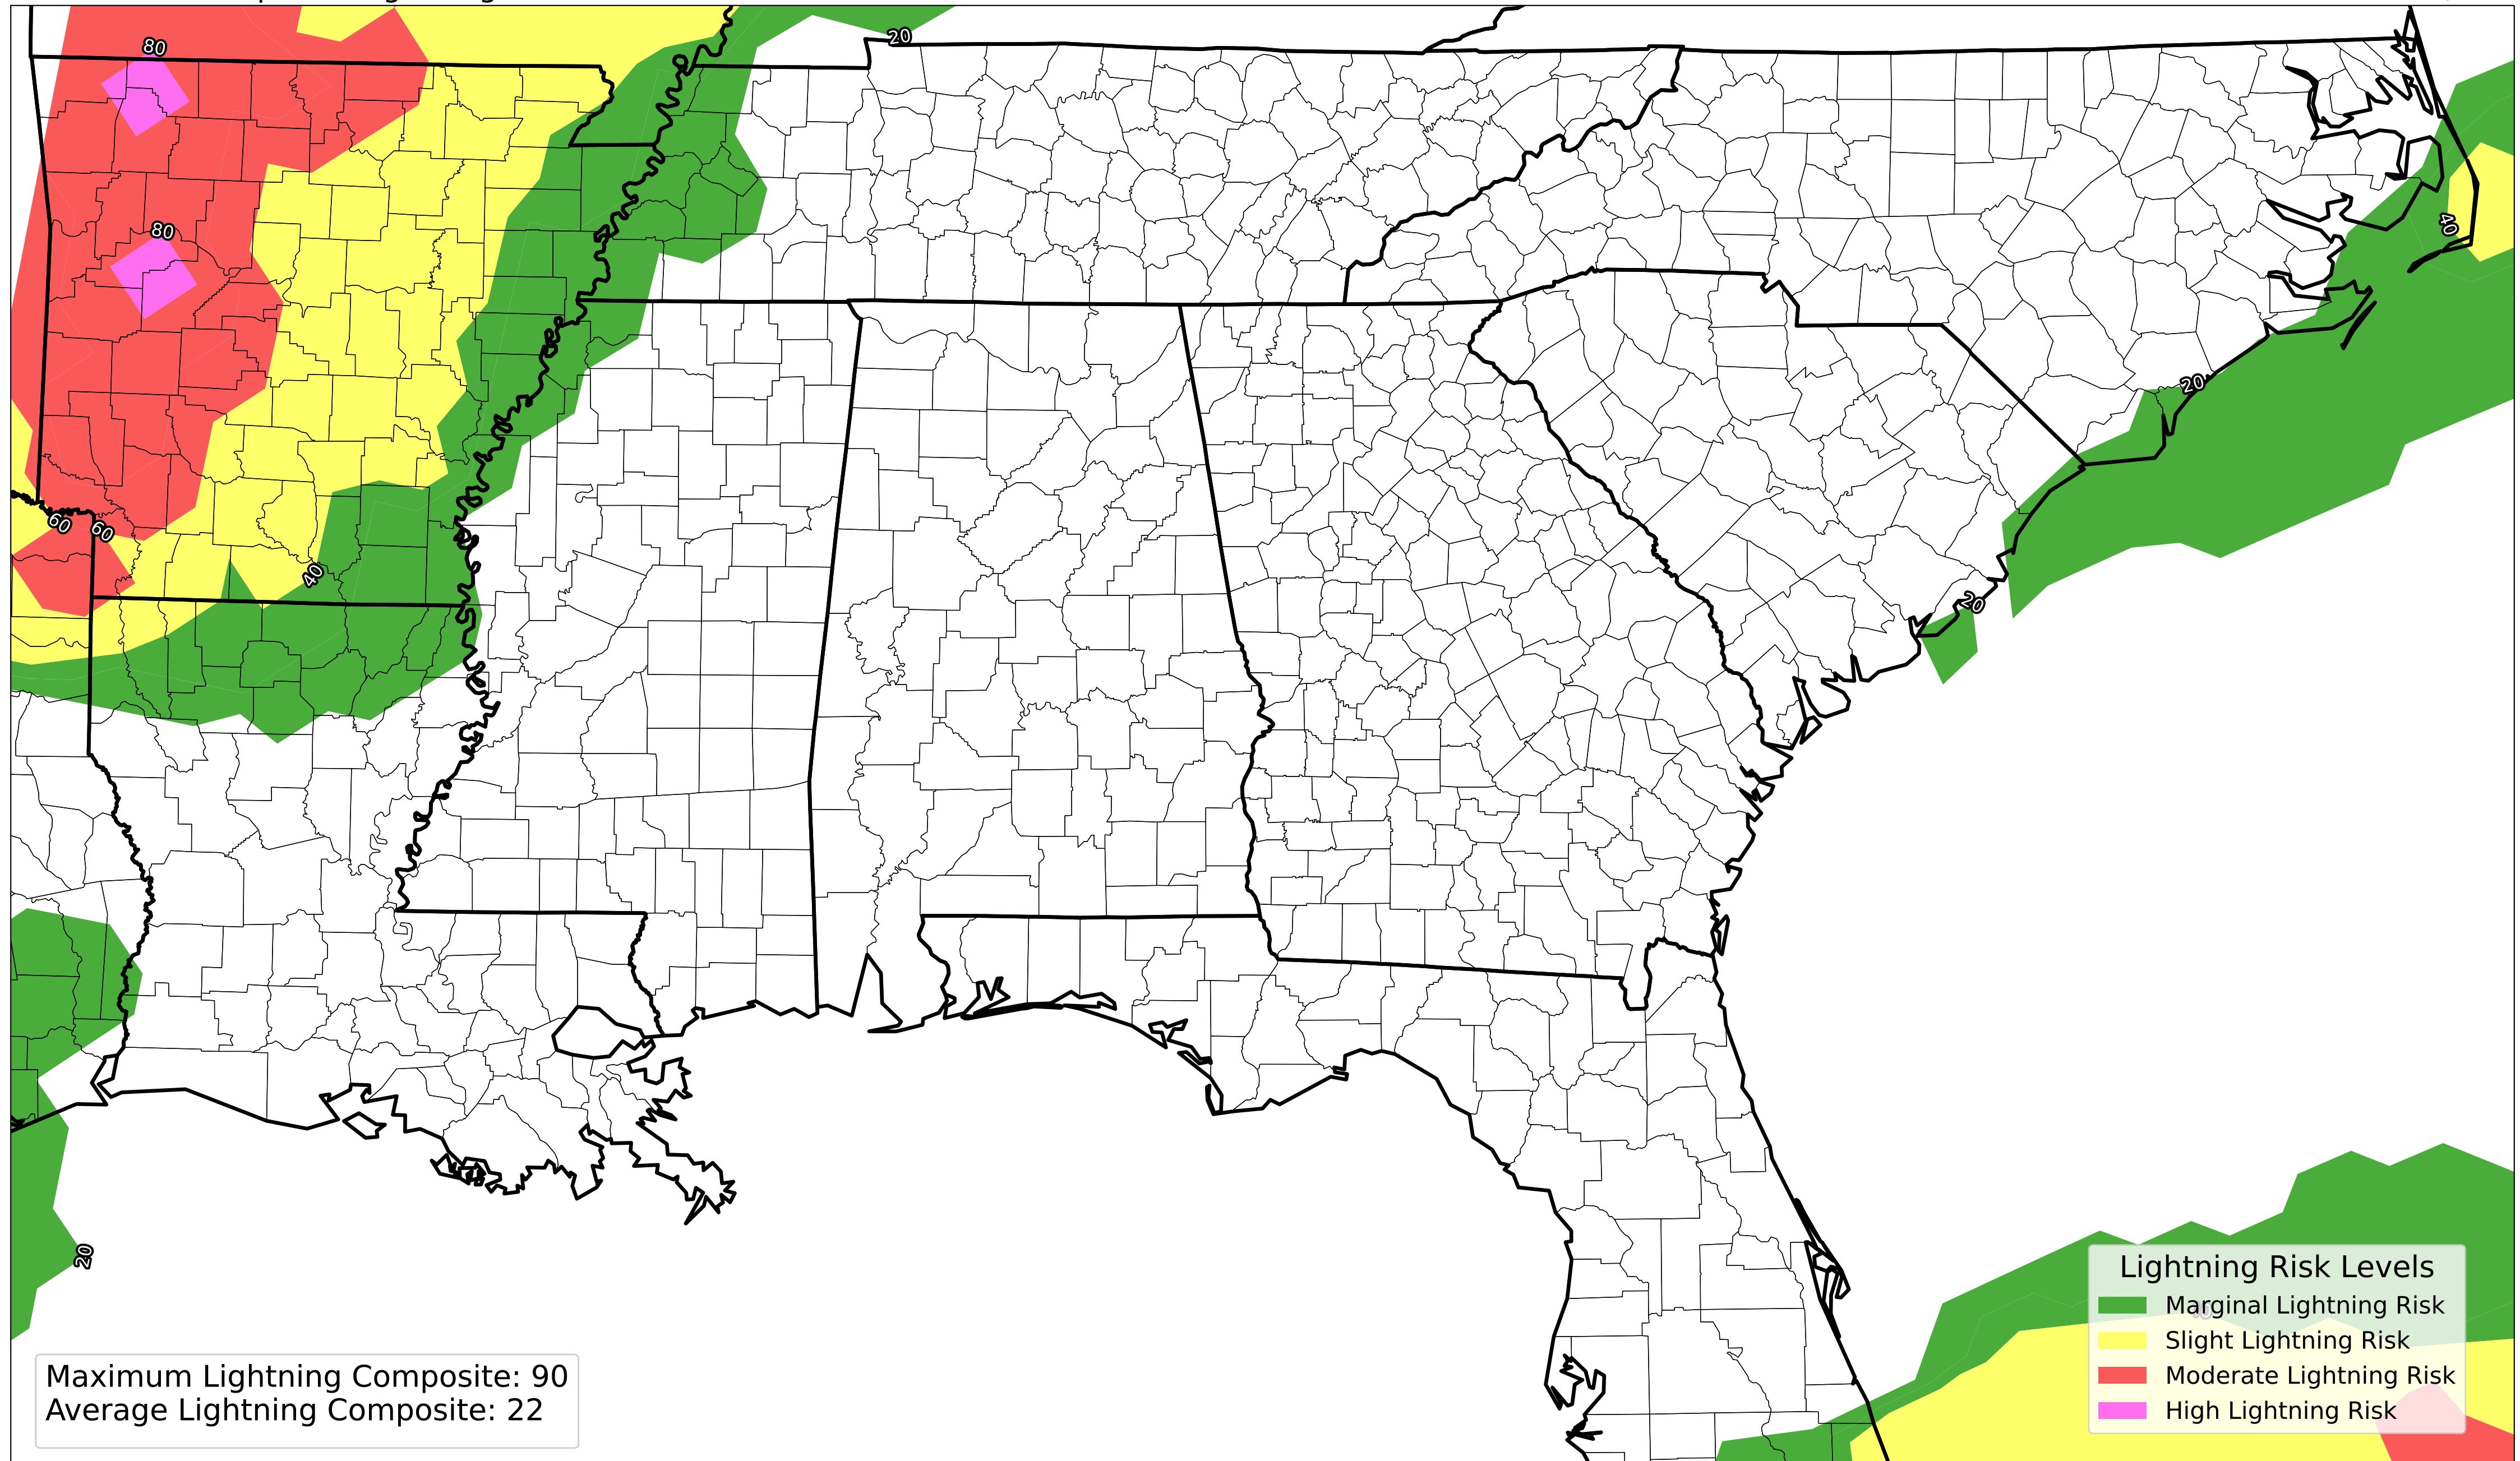 80
20
80
40
20
60
60
40
20
20
Lightning Risk Levels
Marginal Lightning Risk
Slight Lightning Risk
Moderate Lightning Risk
High Lightning Risk
Maximum Lightning Composite: 90
Average Lightning Composite: 22